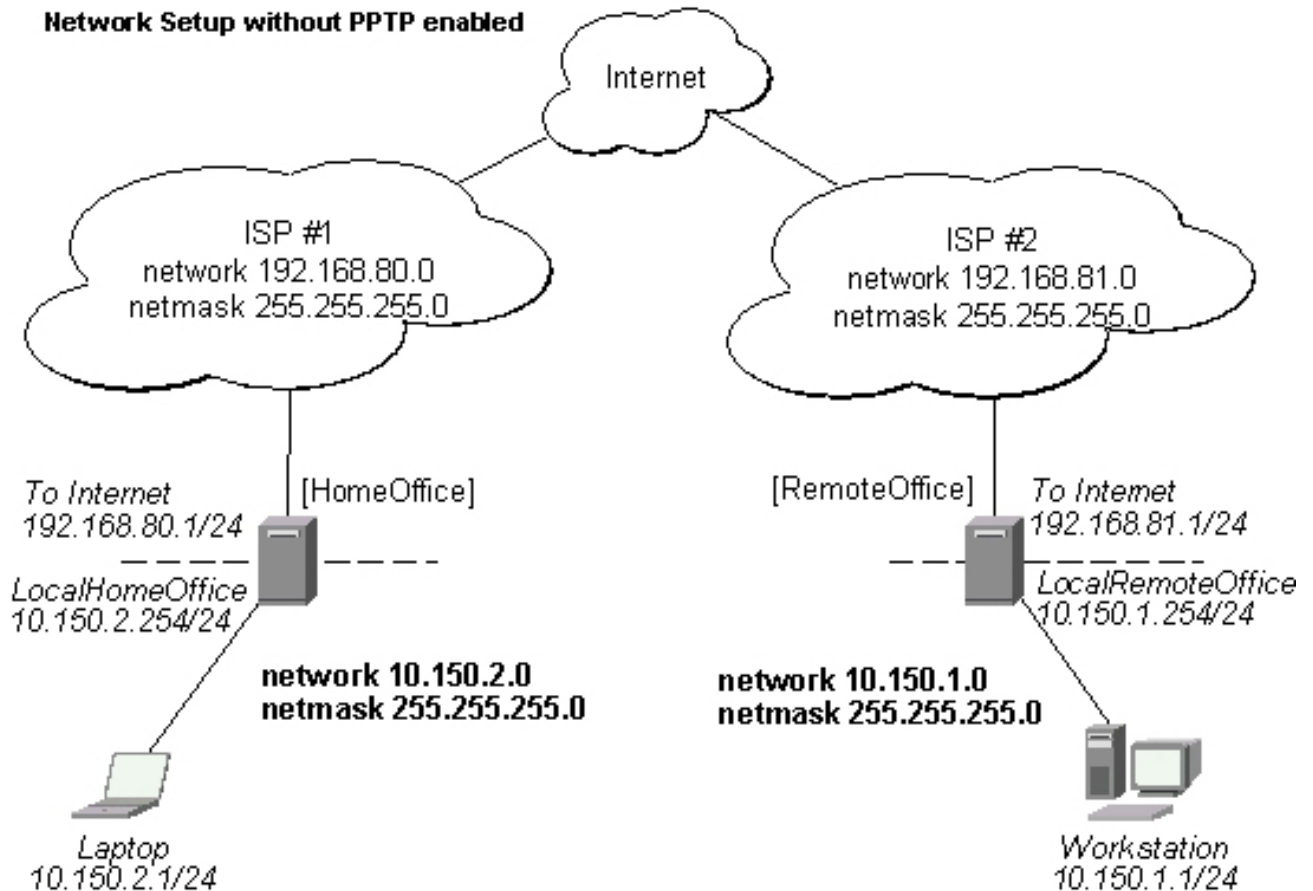 Network Setup without PPTP enabled
Internet
ISP #1
network 192.168.80.0
netmask 255.255.255.0
ISP #2
network 192.168.81.0
netmask 255.255.255.0
To Internet
192.168.80.1/24
[HomeOffice]
[RemoteOffice]
To Internet
192.168.81.1/24
LocalHomeOffice
10.150.2.254/24
LocalRemoteOffice
10.150.1.254/24
network 10.150.2.0
netmask 255.255.255.0
network 10.150.1.0
netmask 255.255.255.0
Laptop
10.150.2.1/24
Workstation
10.150.1.1/24